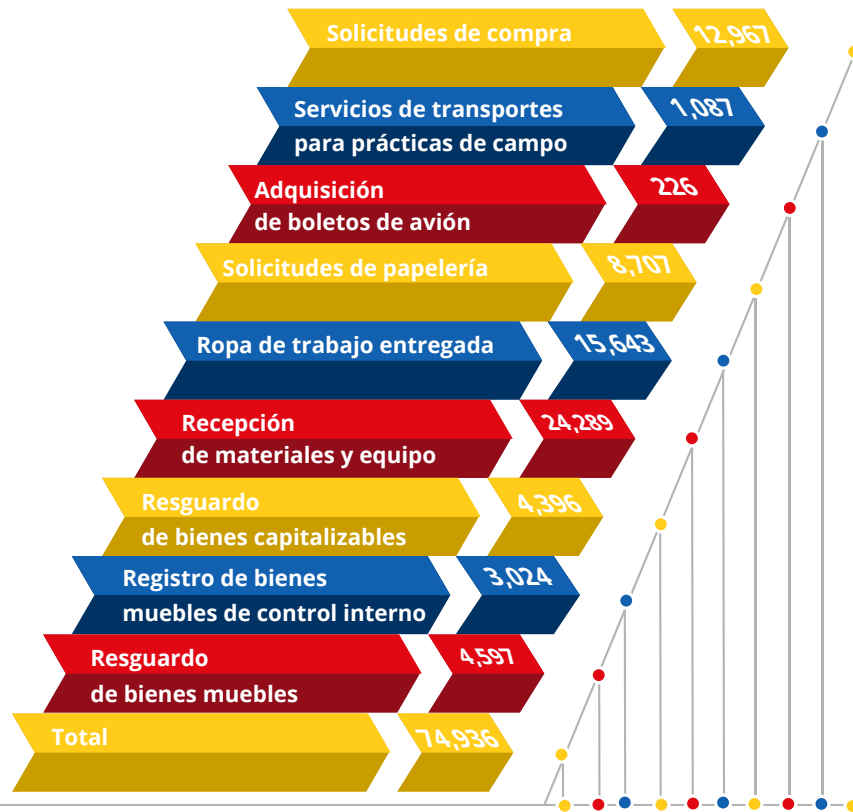 Solicitudes de compra 12,967
Servicios de transportes 1,087
para prácticas de campo
Adquisición 226
de boletos de avión
Solicitudes de papelería 8,707
Ropa de trabajo entregada 15,643
Recepción 24,289
de materiales y equipo
Resguardo 4,396
de bienes capitalizables
Registro de bienes 3,024
muebles de control interno
Resguardo 4,597
de bienes muebles
Total 74,936